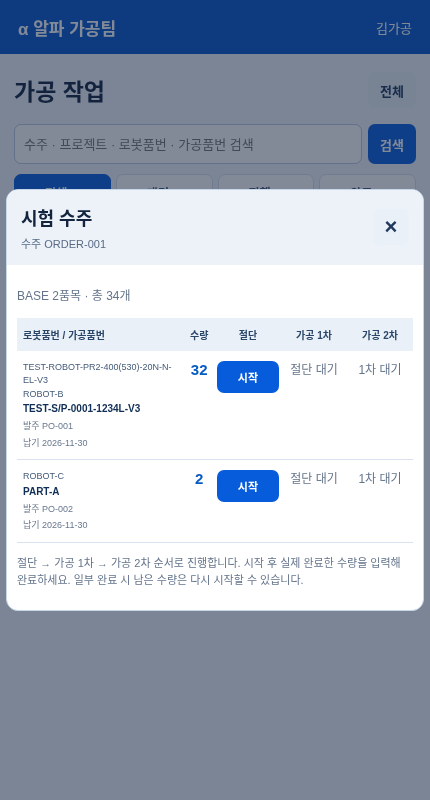 α 알파 가공팀
김가공
가공 작업
전체
수주 · 프로젝트 · 로봇품번 · 가공품번 검색
검색
시험 수주
수주 ORDER-001
×
BASE 2품목 · 총 34개
로봇품번 / 가공품번 수량 절단 가공 1차 가공 2차
TEST-ROBOT-PR2-400(530)-20N-N-
EL-V3
ROBOT-B
TEST-S/P-0001-1234L-V3
발주 PO-001
납기 2026-11-30
32 시작 절단 대기 1차 대기
ROBOT-C
PART-A
발주 PO-002
납기 2026-11-30
2 시작 절단 대기 1차 대기
절단 → 가공 1차 → 가공 2차 순서로 진행합니다. 시작 후 실제 완료한 수량을 입력해
완료하세요. 일부 완료 시 남은 수량은 다시 시작할 수 있습니다.